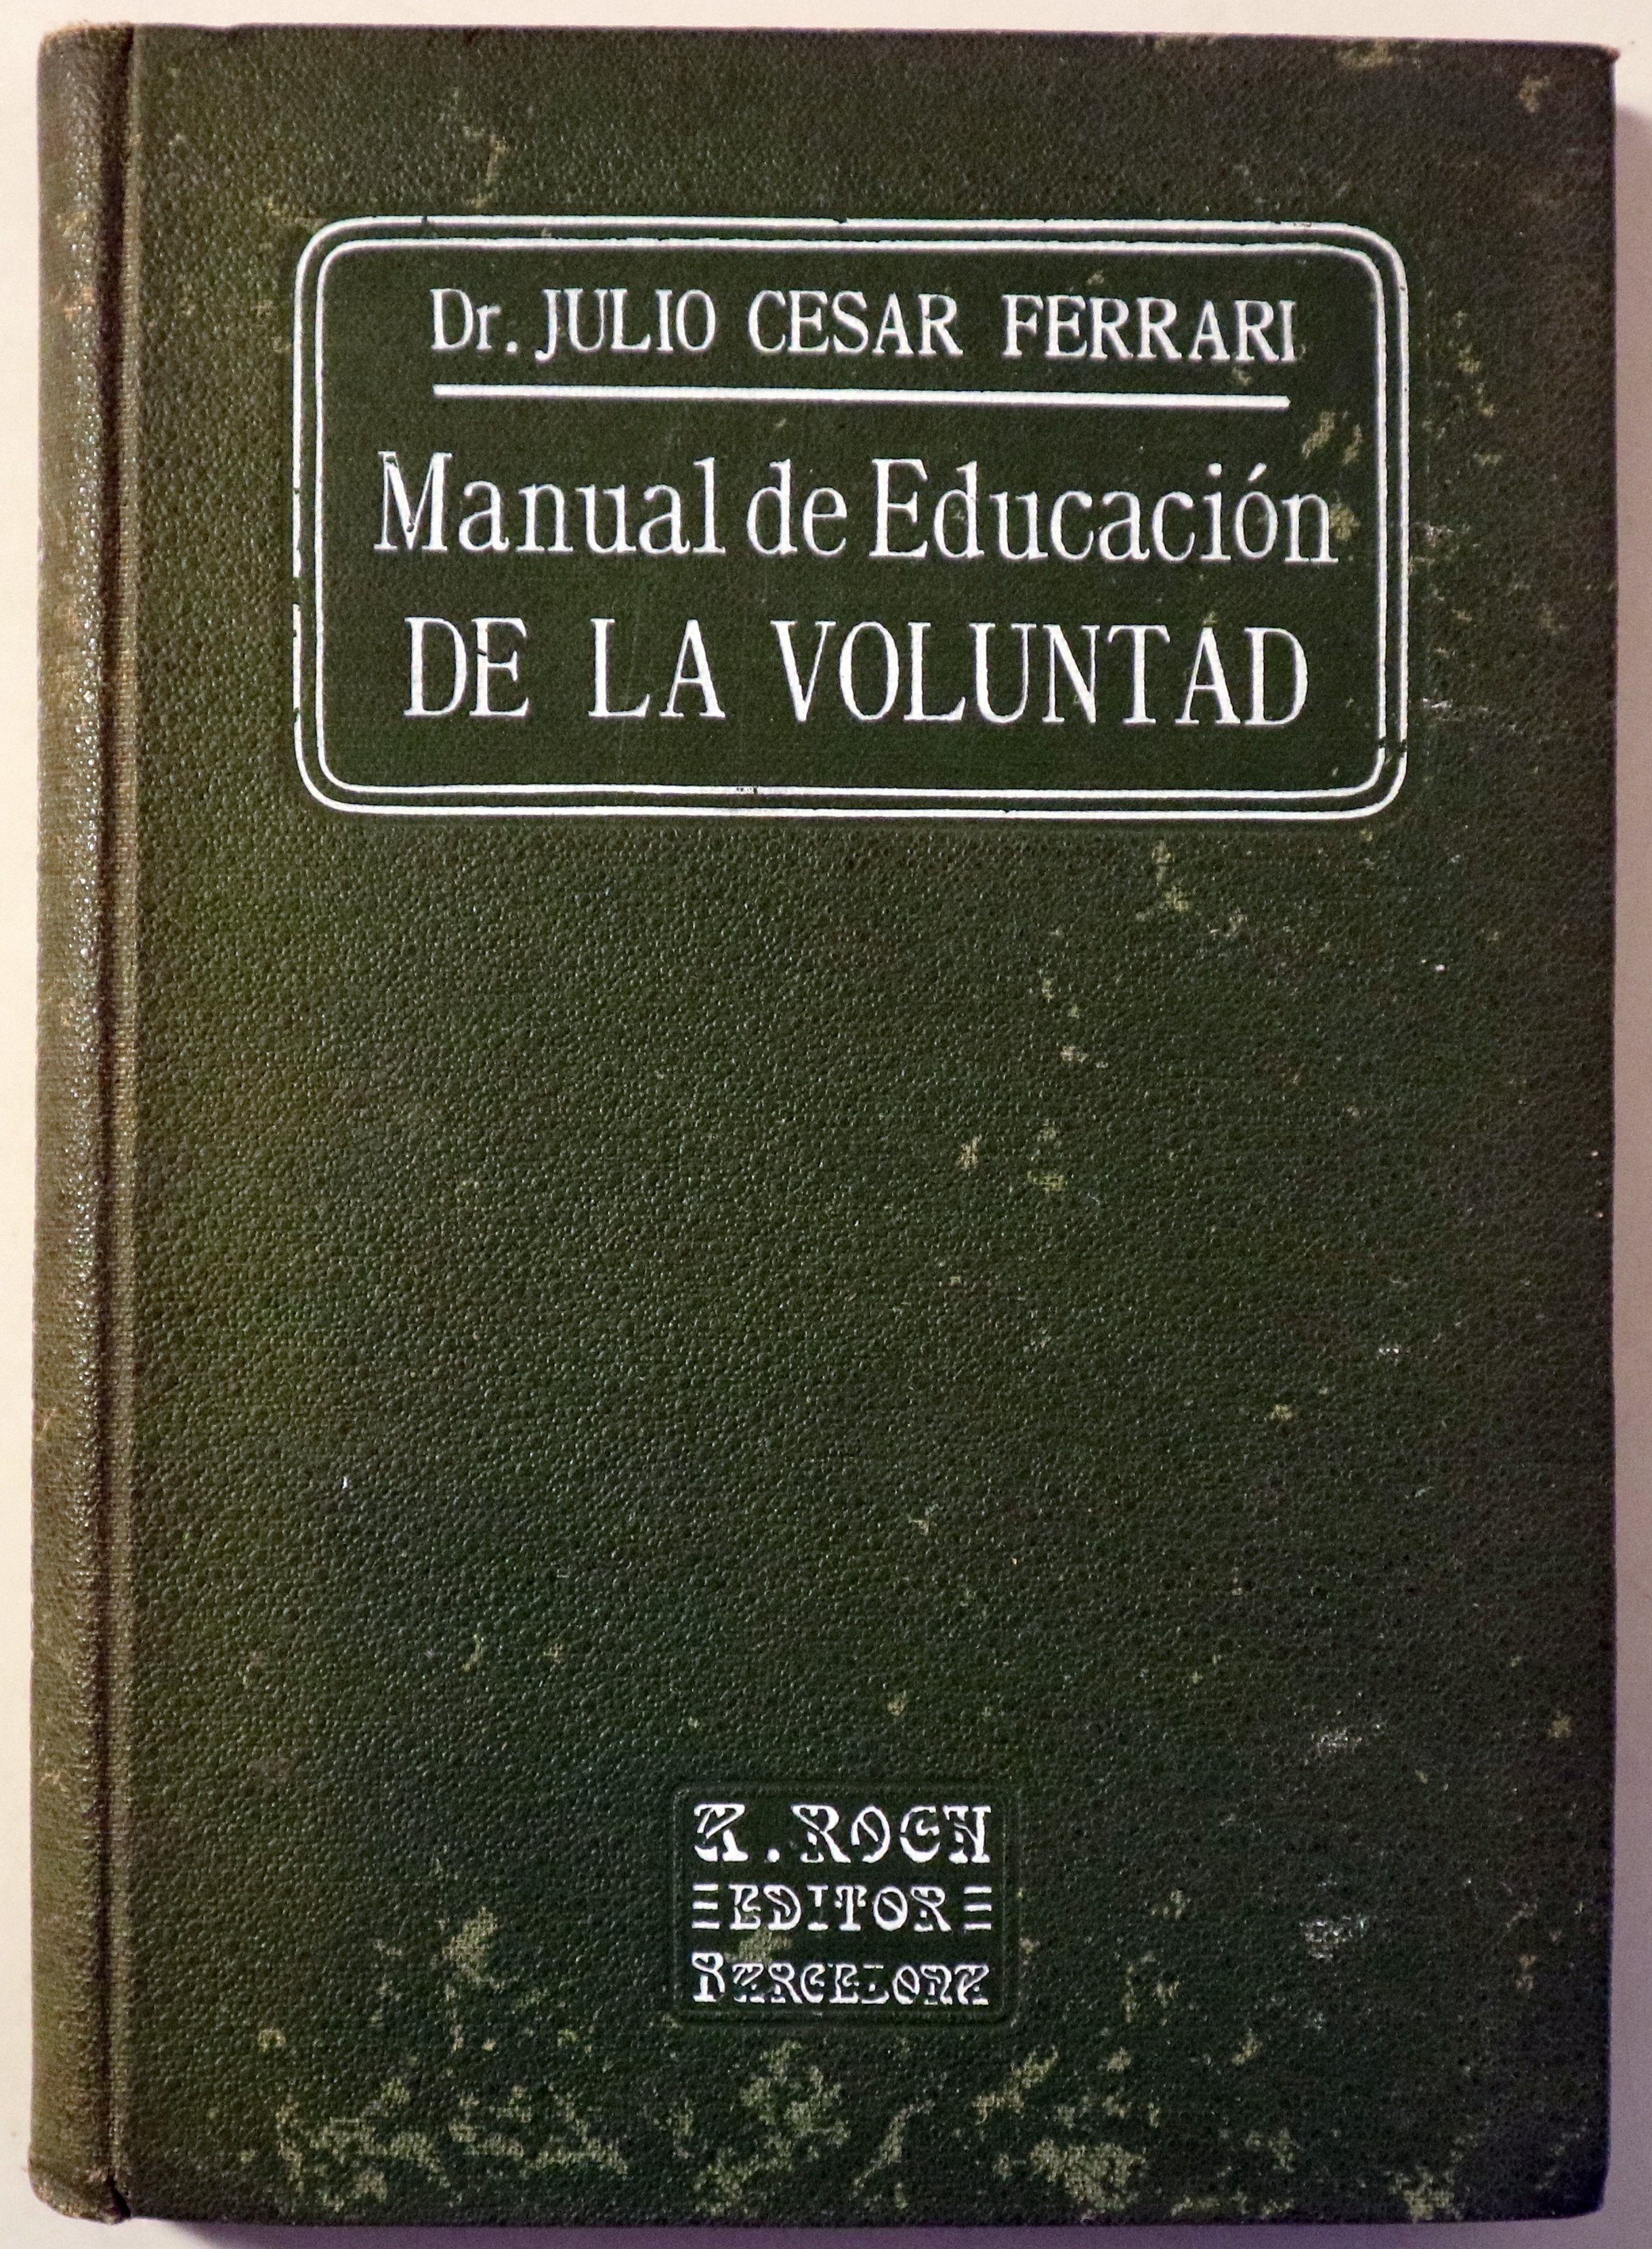 Dr. JULIO CESAR FERRARI
Manual de Educación
DE LA VOLUNTAD
A. ROCH
EDITOR
BARCELONA